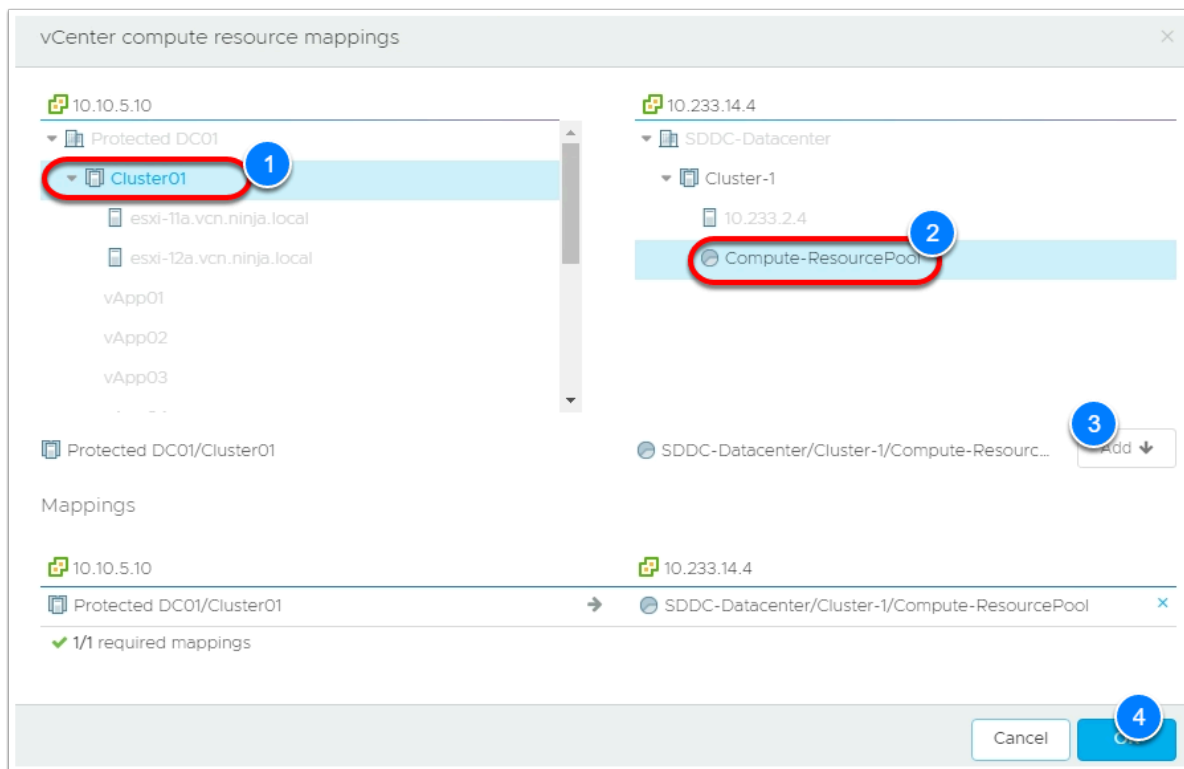 vCenter compute resource mappings
10.10.5.10
10.233.14.4
Protected DC01
SDDC-Datacenter
1
Cluster01
Cluster-1
esxi-11a.vcn.ninja.local
10.233.2.4
2
esxi-12a.vcn.ninja.local
Compute-ResourcePool
vApp01
vApp02
vApp03
3
Protected DC01/Cluster01
SDDC-Datacenter/Cluster-1/Compute-Resourc...
Add
Mappings
10.10.5.10
10.233.14.4
Protected DC01/Cluster01
SDDC-Datacenter/Cluster-1/Compute-ResourcePool
1/1 required mappings
4
Cancel